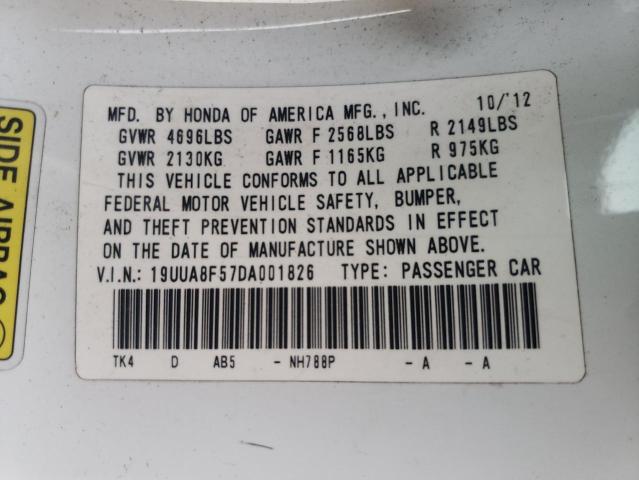 MFD. BY HONDA OF AMERICA MFG., INC. 10/'12
GVWR 4696LBS GAWR F 2568LBS R 2149LBS
GVWR 2130KG GAWR F 1165KG R 975KG
THIS VEHICLE CONFORMS TO ALL APPLICABLE
FEDERAL MOTOR VEHICLE SAFETY, BUMPER,
AND THEFT PREVENTION STANDARDS IN EFFECT
ON THE DATE OF MANUFACTURE SHOWN ABOVE.
V.I.N.: 19UUA8F57DA001826 TYPE: PASSENGER CAR
TK4 D AB5 - NH788P - A - A
SIDE AIRBAG